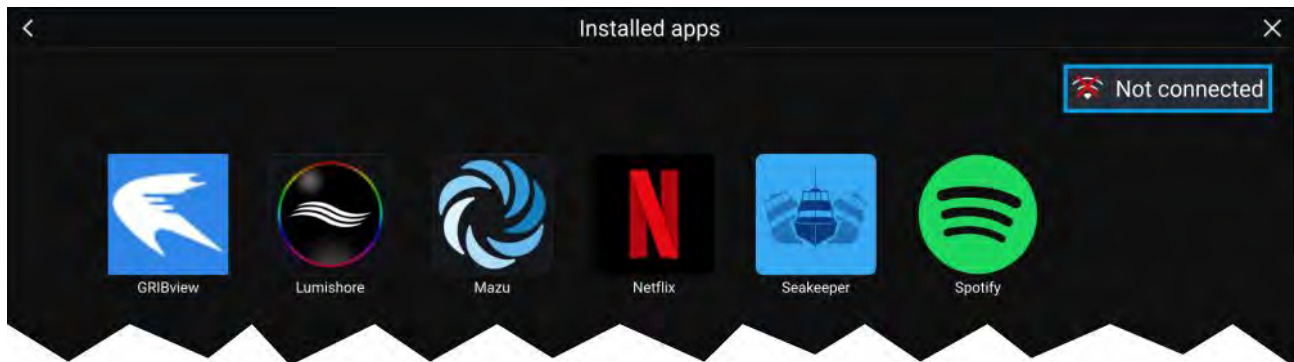 Installed apps
Not connected
N
GRIBview
Lumishore
Mazu
Netflix
Seakeeper
Spotify